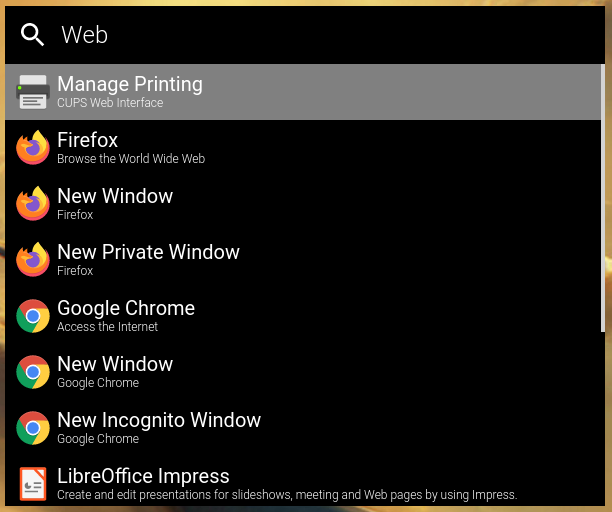 Web
Manage Printing
CUPS Web Interface
Firefox
Browse the World Wide Web
New Window
Firefox
New Private Window
Firefox
Google Chrome
Access the Internet
New Window
Google Chrome
New Incognito Window
Google Chrome
LibreOffice Impress
Create and edit presentations for slideshows, meeting and Web pages by using Impress.